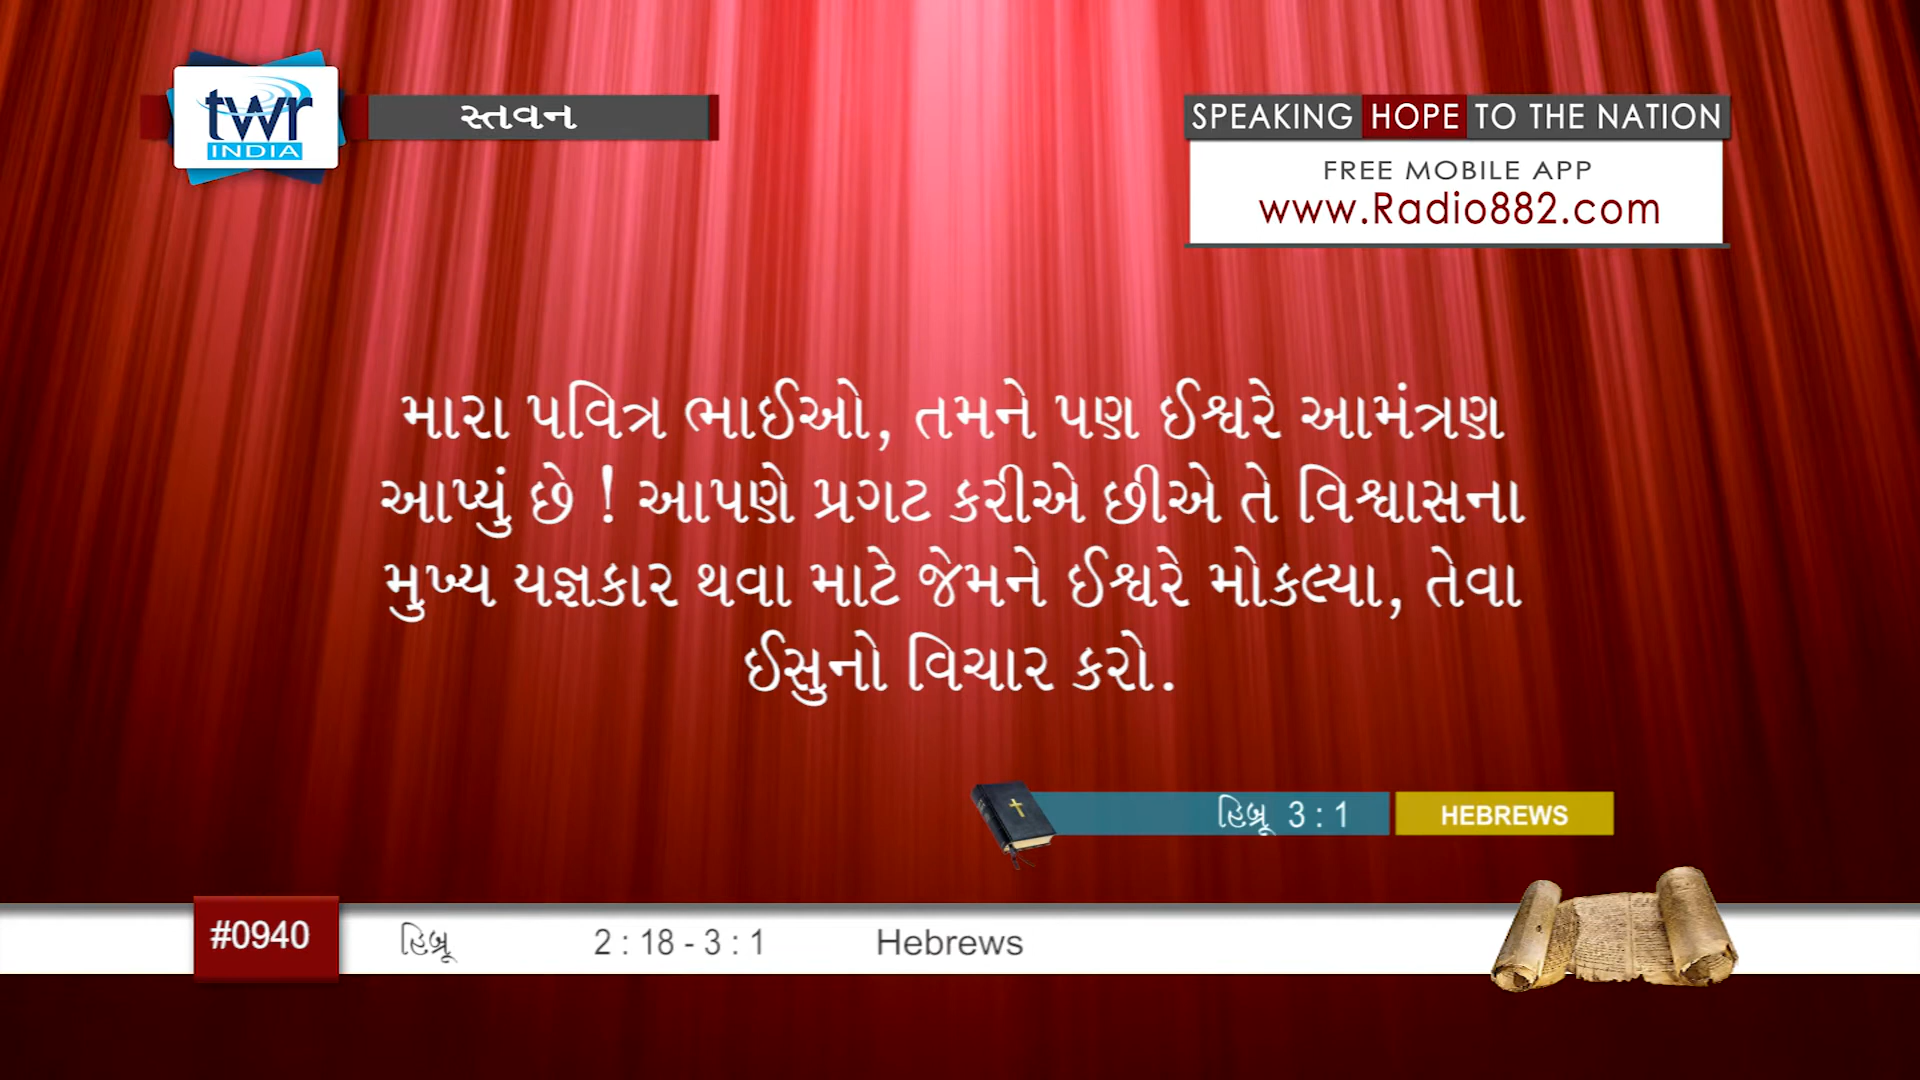 twr
INDIA
સ્તવન
SPEAKING HOPE TO THE NATION
FREE MOBILE APP
www.Radio882.com
મારા પવિત્ર ભાઈઓ, તમને પણ ઈશ્વરે આમંત્રણ
આપ્યું છે ! આપણે પ્રગટ કરીએ છીએ તે વિશ્વાસના
મુખ્ય યજ્ઞકાર થવા માટે જેમને ઈશ્વરે મોકલ્યા, તેવા
ઈસુનો વિચાર કરો.
હિબ્રૂ 3 : 1 HEBREWS
#0940 હિબ્રૂ 2 : 18 - 3 : 1 Hebrews